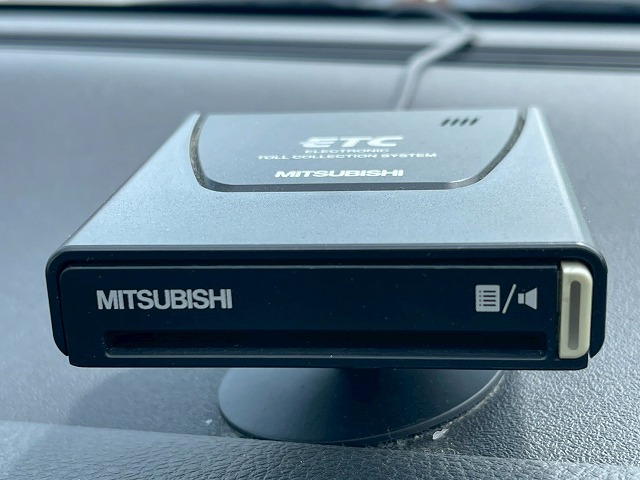 ETC
ELECTRONIC
TOLL COLLECTION SYSTEM
MITSUBISHI
MITSUBISHI